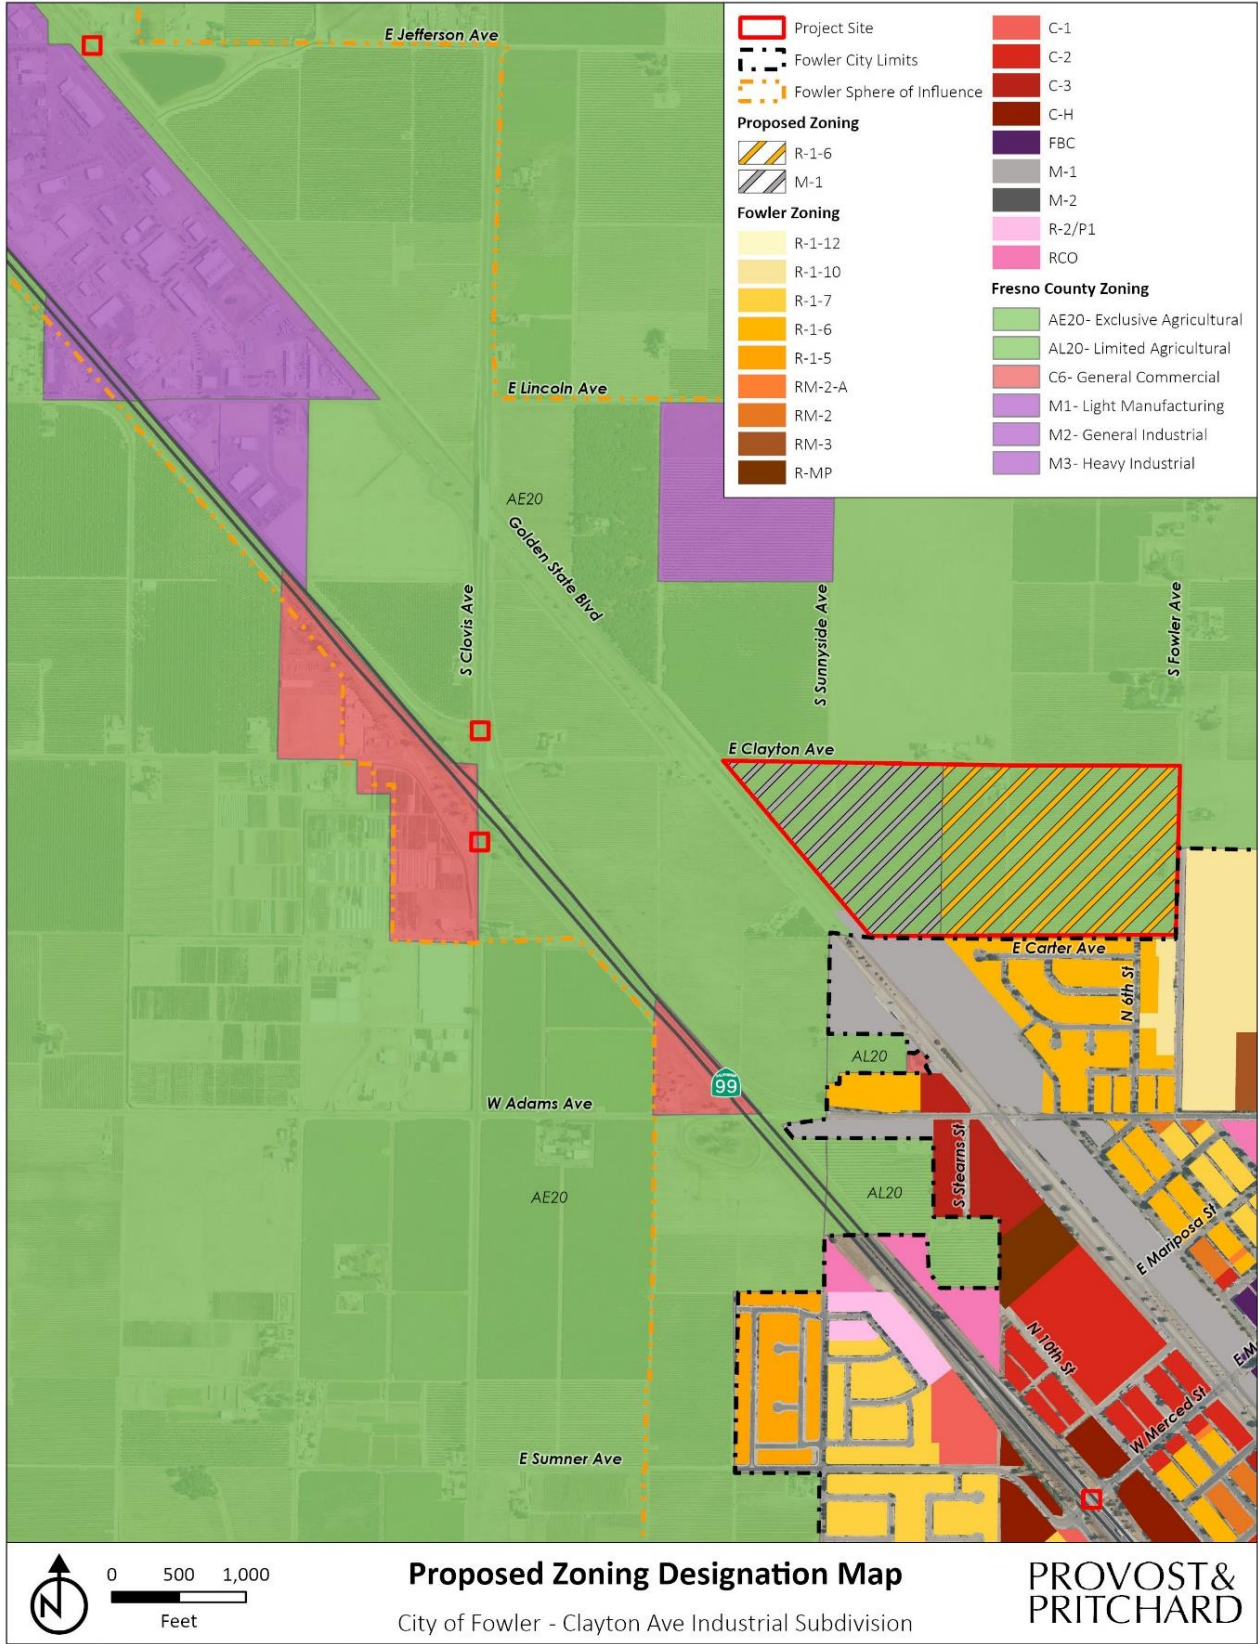 E Jefferson Ave
E Lincoln Ave
AE20
Golden State Blvd
S Clovis Ave
S Sunnyside Ave
S Fowler Ave
E Clayton Ave
E Carter Ave
N 6th St
AL20
99
W Adams Ave
AE20
AL20
S Stearns St
E Mariposa St
N 10th St
E M
W Merced St
E Sumner Ave
Project Site
Fowler City Limits
Fowler Sphere of Influence
Proposed Zoning
R-1-6
M-1
Fowler Zoning
R-1-12
R-1-10
R-1-7
R-1-6
R-1-5
RM-2-A
RM-2
RM-3
R-MP
C-1
C-2
C-3
C-H
FBC
M-1
M-2
R-2/P1
RCO
Fresno County Zoning
AE20- Exclusive Agricultural
AL20- Limited Agricultural
C6- General Commercial
M1- Light Manufacturing
M2- General Industrial
M3- Heavy Industrial
N
0 500 1,000
Feet
Proposed Zoning Designation Map
City of Fowler - Clayton Ave Industrial Subdivision
PROVOST&
PRITCHARD